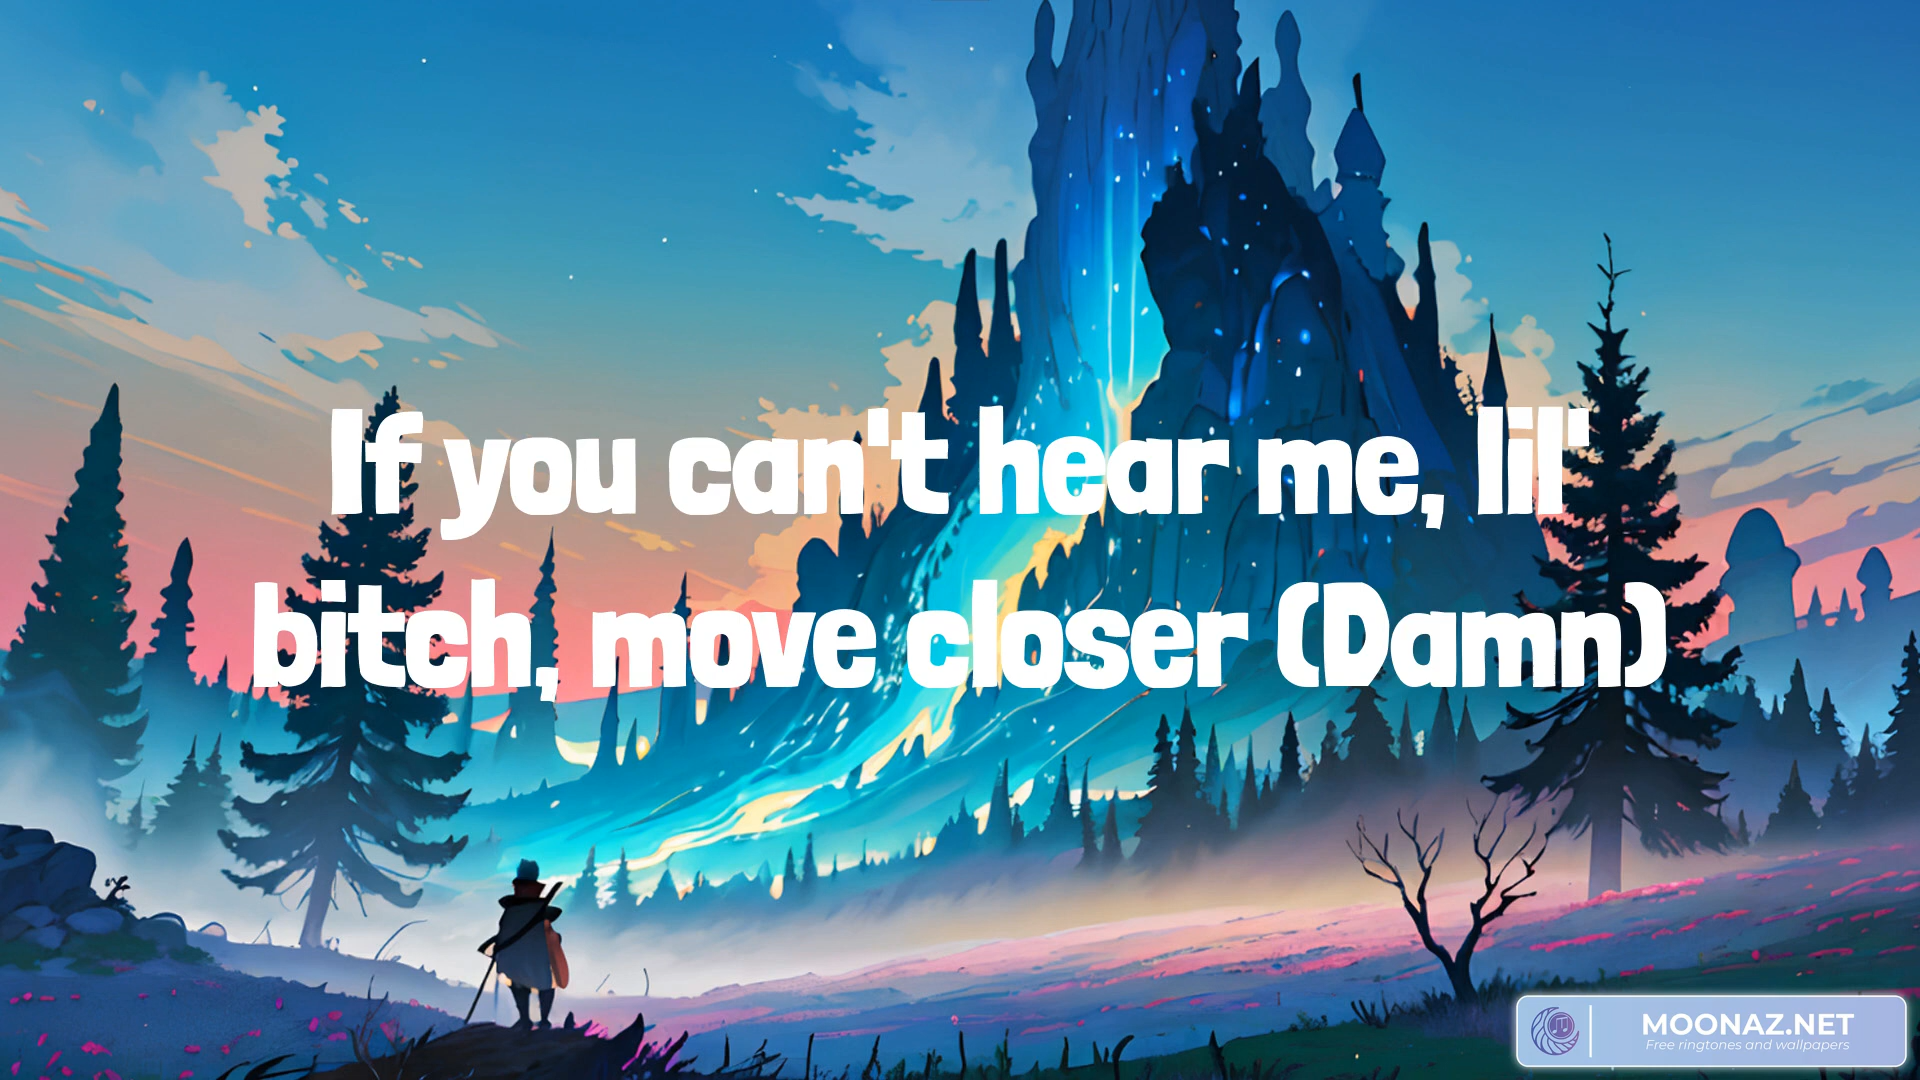 If you can't hear me, lil'
bitch, move closer (Damn)
MOONAZ.NET
Free ringtones and wallpapers